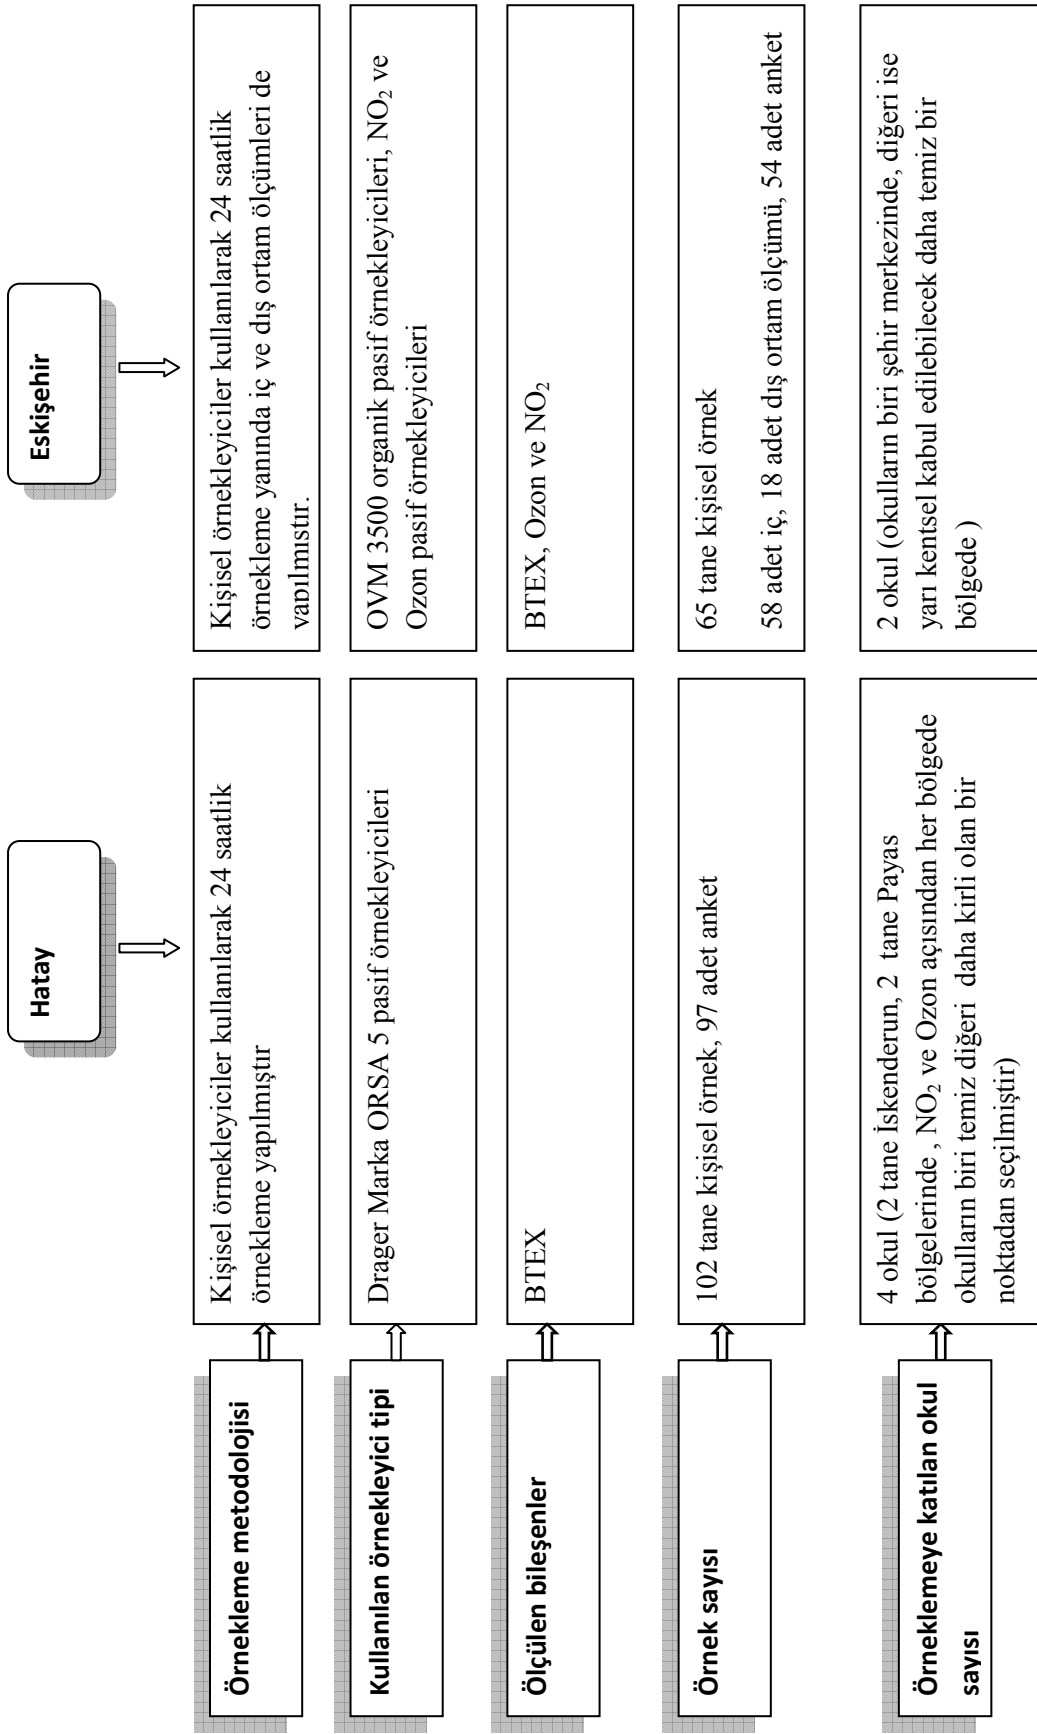 Hatay
Eskişehir
Örnekleme metodolojisi
Kişisel örnekleyiciler kullanılarak 24 saatlik
örnekleme yapılmıştır
Kişisel örnekleyiciler kullanılarak 24 saatlik
örnekleme yanında iç ve dış ortam ölçümleri de
yapılmıştır.
Kullanılan örnekleyici tipi
Drager Marka ORSA 5 pasif örnekleyicileri
OVM 3500 organik pasif örnekleyicileri, NO₂ ve
Ozon pasif örnekleyicileri
Ölçülen bileşenler
BTEX
BTEX, Ozon ve NO₂
Örnek sayısı
102 tane kişisel örnek, 97 adet anket
65 tane kişisel örnek
58 adet iç, 18 adet dış ortam ölçümü, 54 adet anket
Örneklemeye katılan okul
sayısı
4 okul (2 tane İskenderun, 2 tane Payas
bölgelerinde , NO₂ ve Ozon açısından her bölgede
okulların biri temiz diğeri daha kirli olan bir
noktadan seçilmiştir)
2 okul (okulların biri şehir merkezinde, diğeri ise
yarı kentsel kabul edilebilecek daha temiz bir
bölgede )